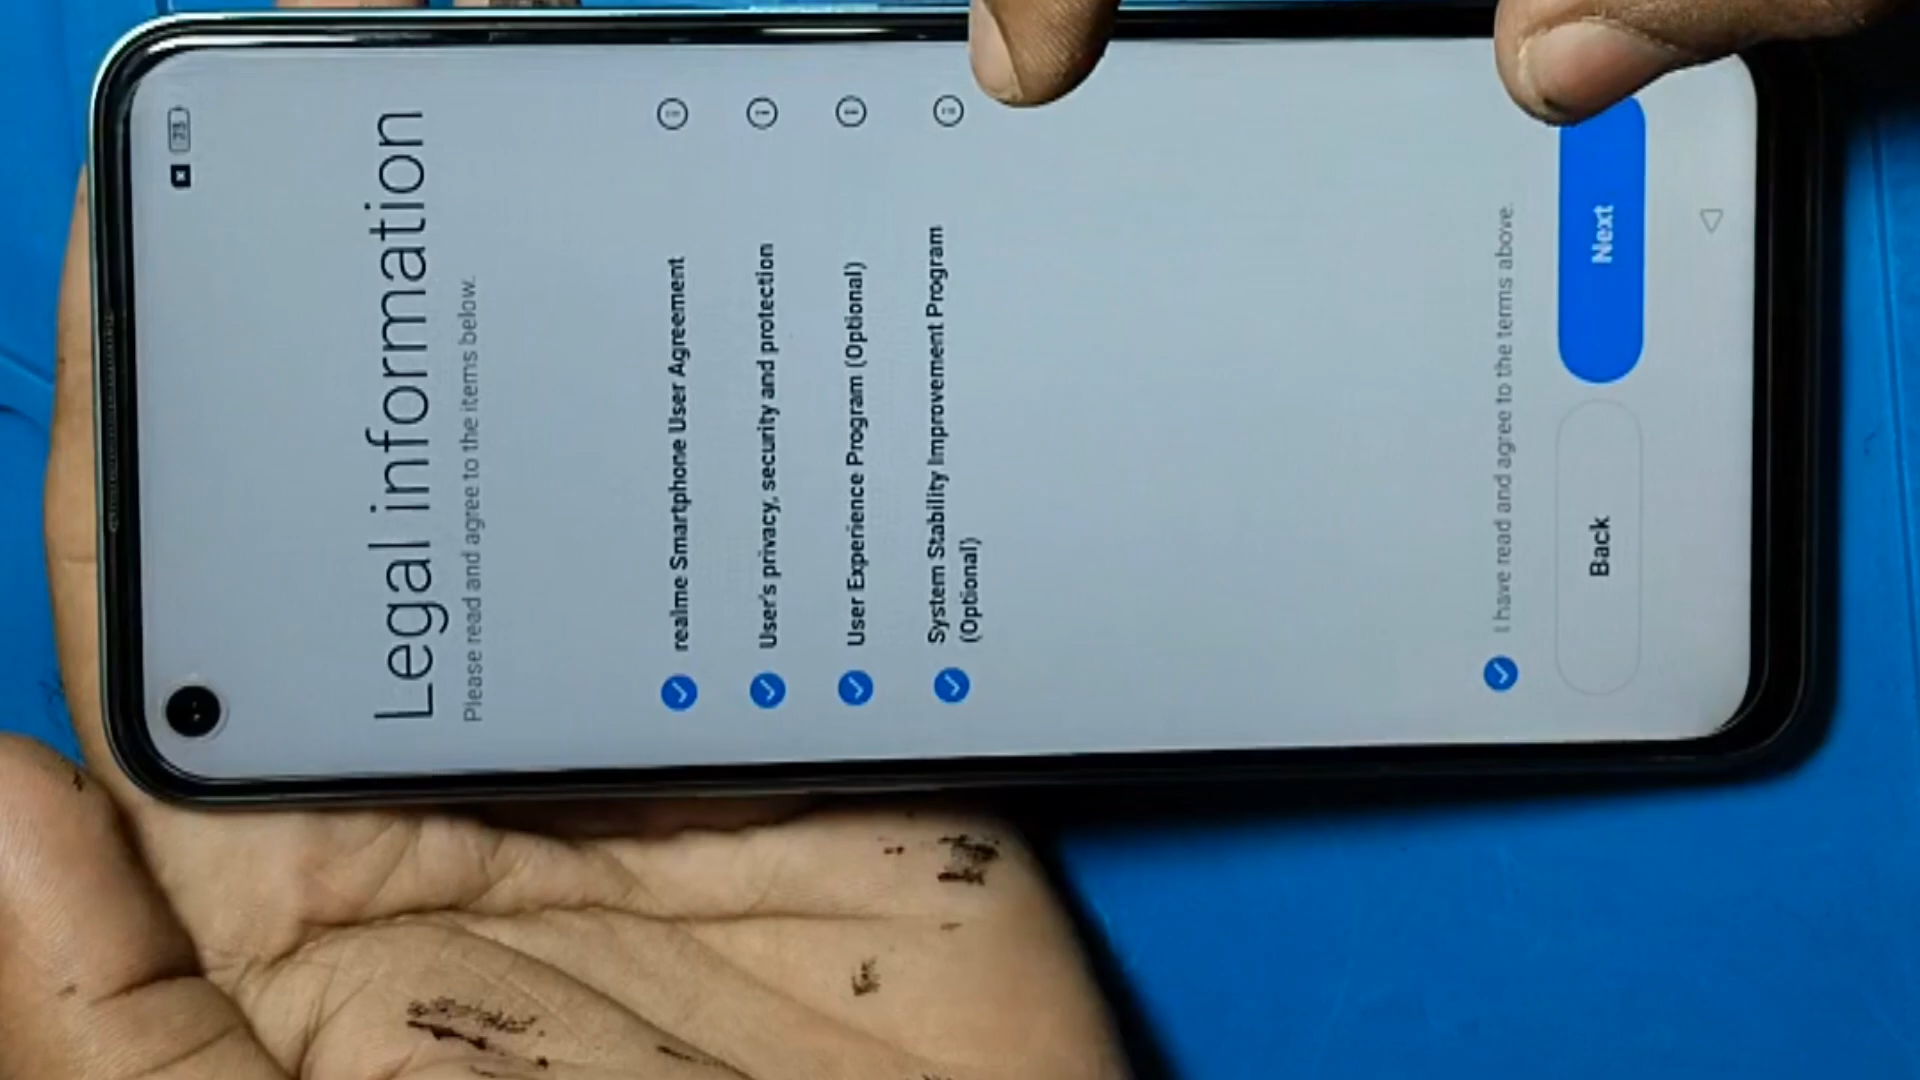 23
Legal information
Please read and agree to the items below.
realme Smartphone User Agreement
User's privacy, security and protection
User Experience Program (Optional)
System Stability Improvement Program
(Optional)
I have read and agree to the terms above.
Back
Next